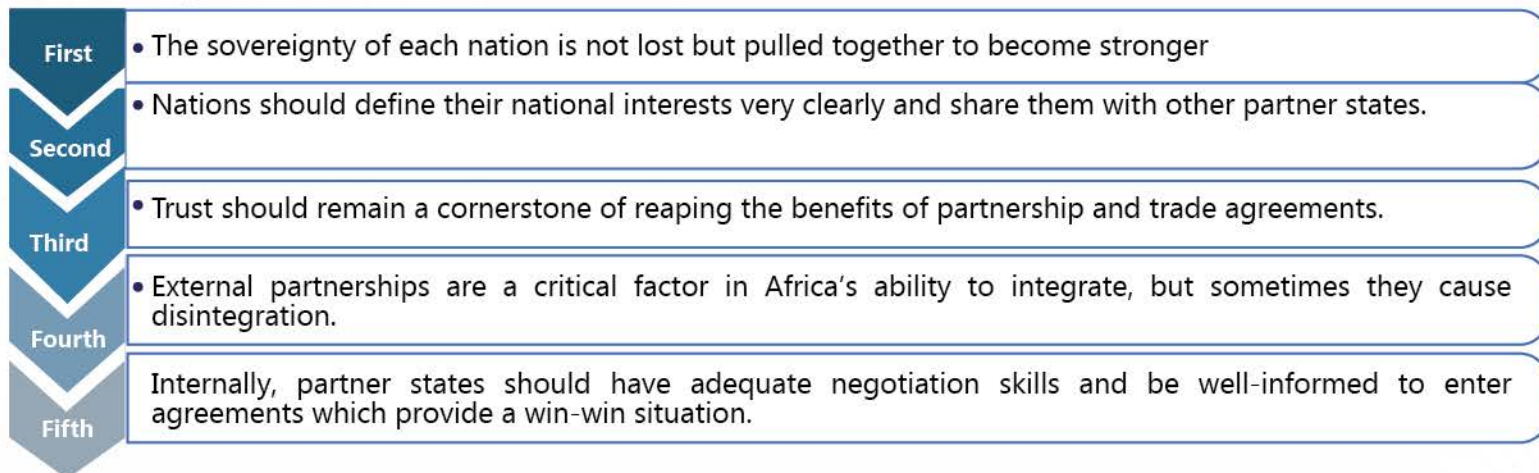 First
• The sovereignty of each nation is not lost but pulled together to become stronger
Second
• Nations should define their national interests very clearly and share them with other partner states.
Third
• Trust should remain a cornerstone of reaping the benefits of partnership and trade agreements.
Fourth
• External partnerships are a critical factor in Africa's ability to integrate, but sometimes they cause
disintegration.
Fifth
Internally, partner states should have adequate negotiation skills and be well-informed to enter
agreements which provide a win-win situation.